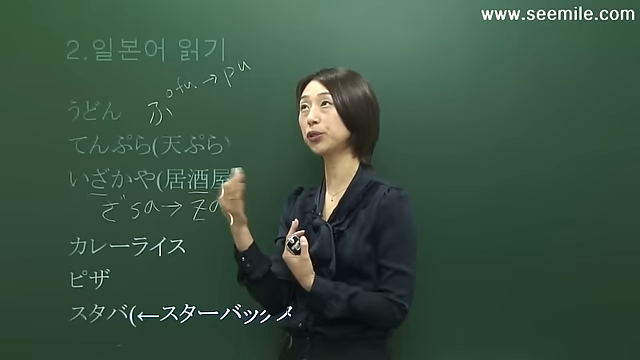 www.seemile.com
2.일본어 읽기
fu → pu
うどん ふ
てんぷら(天ぷら)
いざかや(居酒屋
ざ sa → za
カレーライス
ピザ
スタバ(←スターバックス